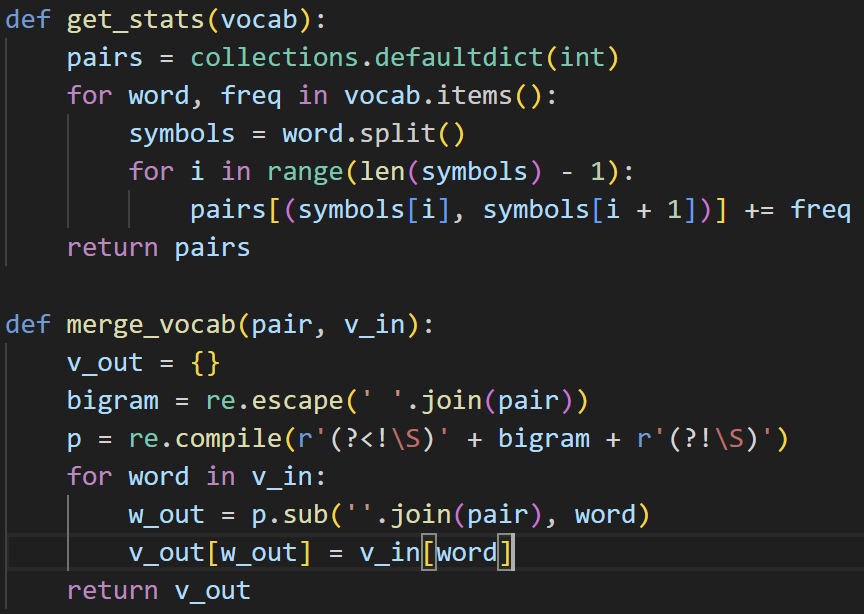 def get_stats(vocab):
    pairs = collections.defaultdict(int)
    for word, freq in vocab.items():
        symbols = word.split()
        for i in range(len(symbols) - 1):
            pairs[(symbols[i], symbols[i + 1])] += freq
    return pairs

def merge_vocab(pair, v_in):
    v_out = {}
    bigram = re.escape(' '.join(pair))
    p = re.compile(r'(?<!\S)' + bigram + r'(?!\S)')
    for word in v_in:
        w_out = p.sub(''.join(pair), word)
        v_out[w_out] = v_in[word]
    return v_out